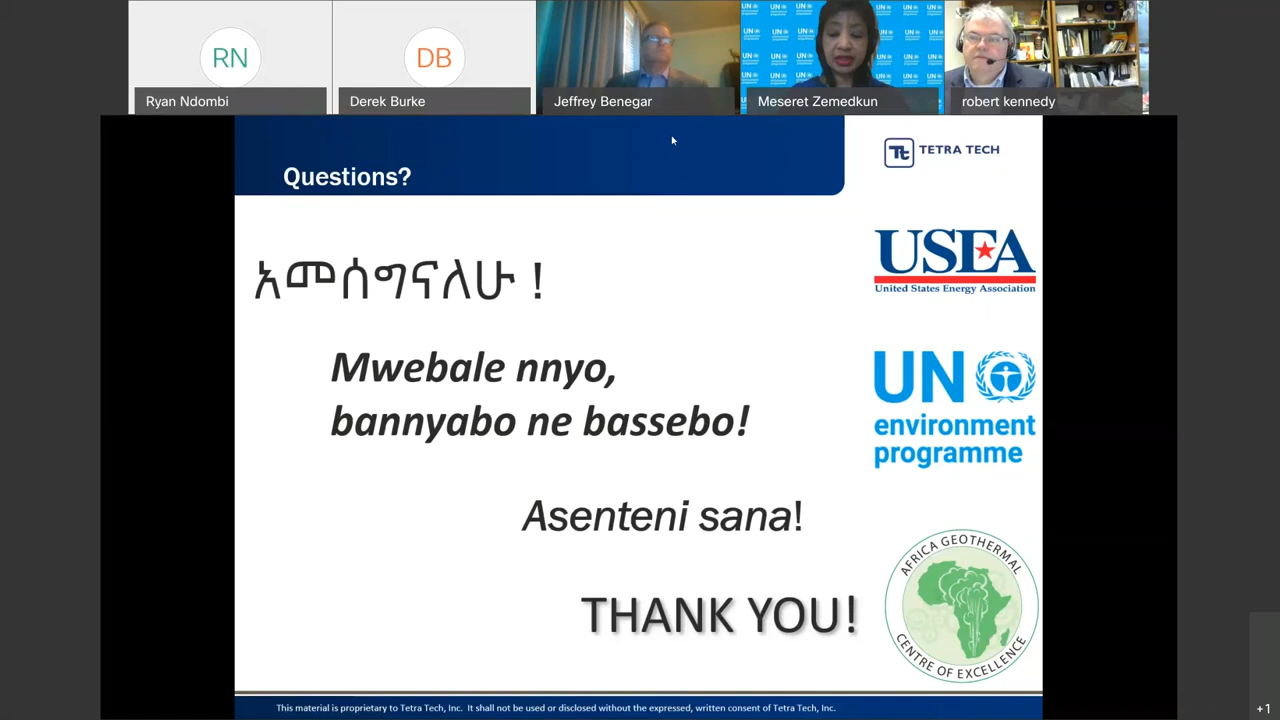 RN
DB
Ryan Ndombi
Derek Burke
Jeffrey Benegar
Meseret Zemedkun
robert kennedy
Questions?
Tt TETRA TECH
USEA
United States Energy Association
አመሰግናለሁ !
Mwebale nnyo,
bannyabo ne bassebo!
UN
environment
programme
Asenteni sana!
THANK YOU!
AFRICA GEOTHERMAL
CENTRE OF EXCELLENCE
This material is proprietary to Tetra Tech, Inc. It shall not be used or disclosed without the expressed, written consent of Tetra Tech, Inc.
+1